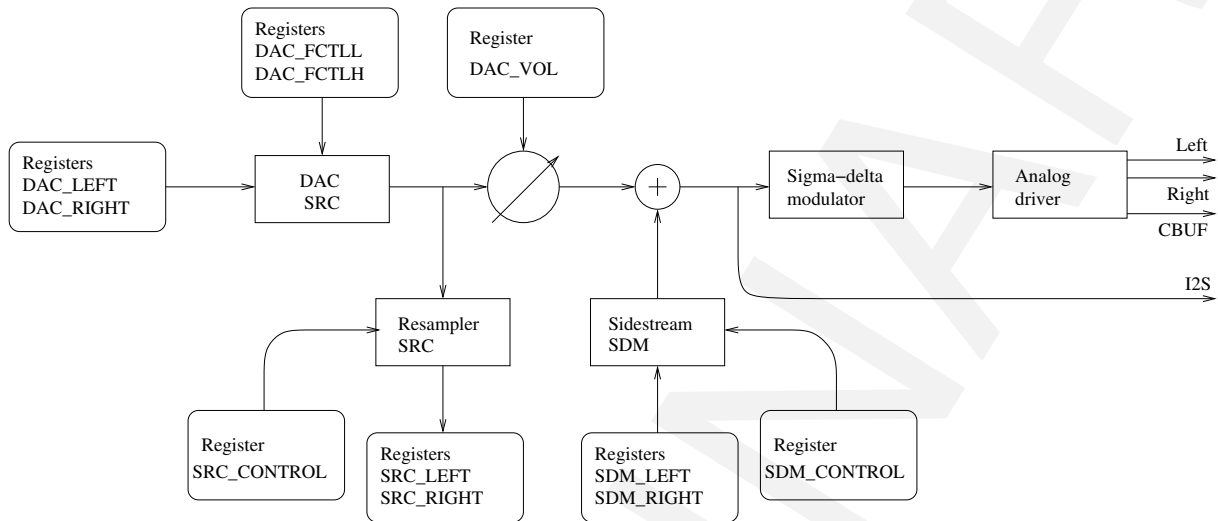 Registers
DAC_FCTLL
DAC_FCTLH
Register
DAC_VOL
Registers
DAC_LEFT
DAC_RIGHT
DAC
SRC
+
Sigma−delta
modulator
Analog
driver
Left
Right
CBUF
I2S
Resampler
SRC
Sidestream
SDM
Register
SRC_CONTROL
Registers
SRC_LEFT
SRC_RIGHT
Registers
SDM_LEFT
SDM_RIGHT
Register
SDM_CONTROL